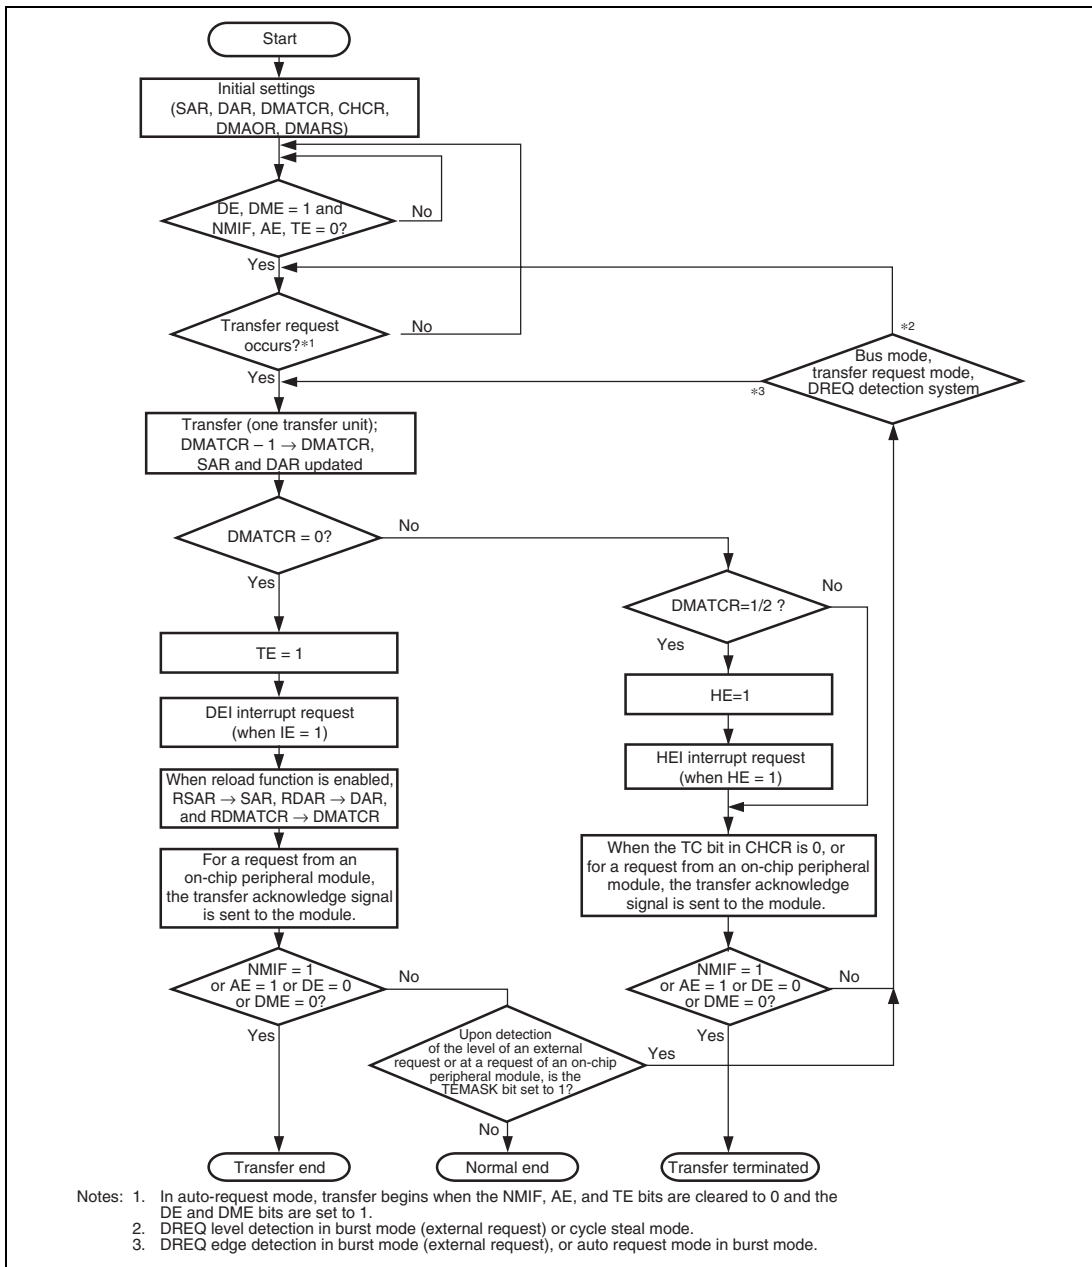 Start
Initial settings
(SAR, DAR, DMATCR, CHCR,
DMAOR, DMARS)
DE, DME = 1 and
NMIF, AE, TE = 0?
No
Yes
Transfer request
occurs?*1
No
Yes
*2
Bus mode,
transfer request mode,
DREQ detection system
*3
Transfer (one transfer unit);
DMATCR – 1 → DMATCR,
SAR and DAR updated
DMATCR = 0?
No
Yes
DMATCR=1/2 ?
No
Yes
TE = 1
HE=1
DEI interrupt request
(when IE = 1)
HEI interrupt request
(when HE = 1)
When reload function is enabled,
RSAR → SAR, RDAR → DAR,
and RDMATCR → DMATCR
For a request from an
on-chip peripheral module,
the transfer acknowledge signal
is sent to the module.
When the TC bit in CHCR is 0, or
for a request from an on-chip peripheral
module, the transfer acknowledge
signal is sent to the module.
NMIF = 1
or AE = 1 or DE = 0
or DME = 0?
No
Yes
NMIF = 1
or AE = 1 or DE = 0
or DME = 0?
No
Yes
Upon detection
of the level of an external
request or at a request of an on-chip
peripheral module, is the
TEMASK bit set to 1?
Yes
No
Transfer end
Normal end
Transfer terminated
Notes: 1. In auto-request mode, transfer begins when the NMIF, AE, and TE bits are cleared to 0 and the
DE and DME bits are set to 1.
2. DREQ level detection in burst mode (external request) or cycle steal mode.
3. DREQ edge detection in burst mode (external request), or auto request mode in burst mode.